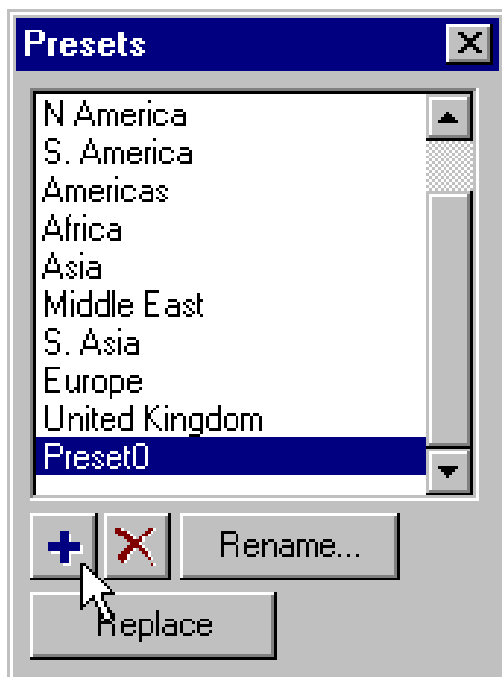 Presets
N America
S. America
Americas
Africa
Asia
Middle East
S. Asia
Europe
United Kingdom
Preset0
Rename...
Replace